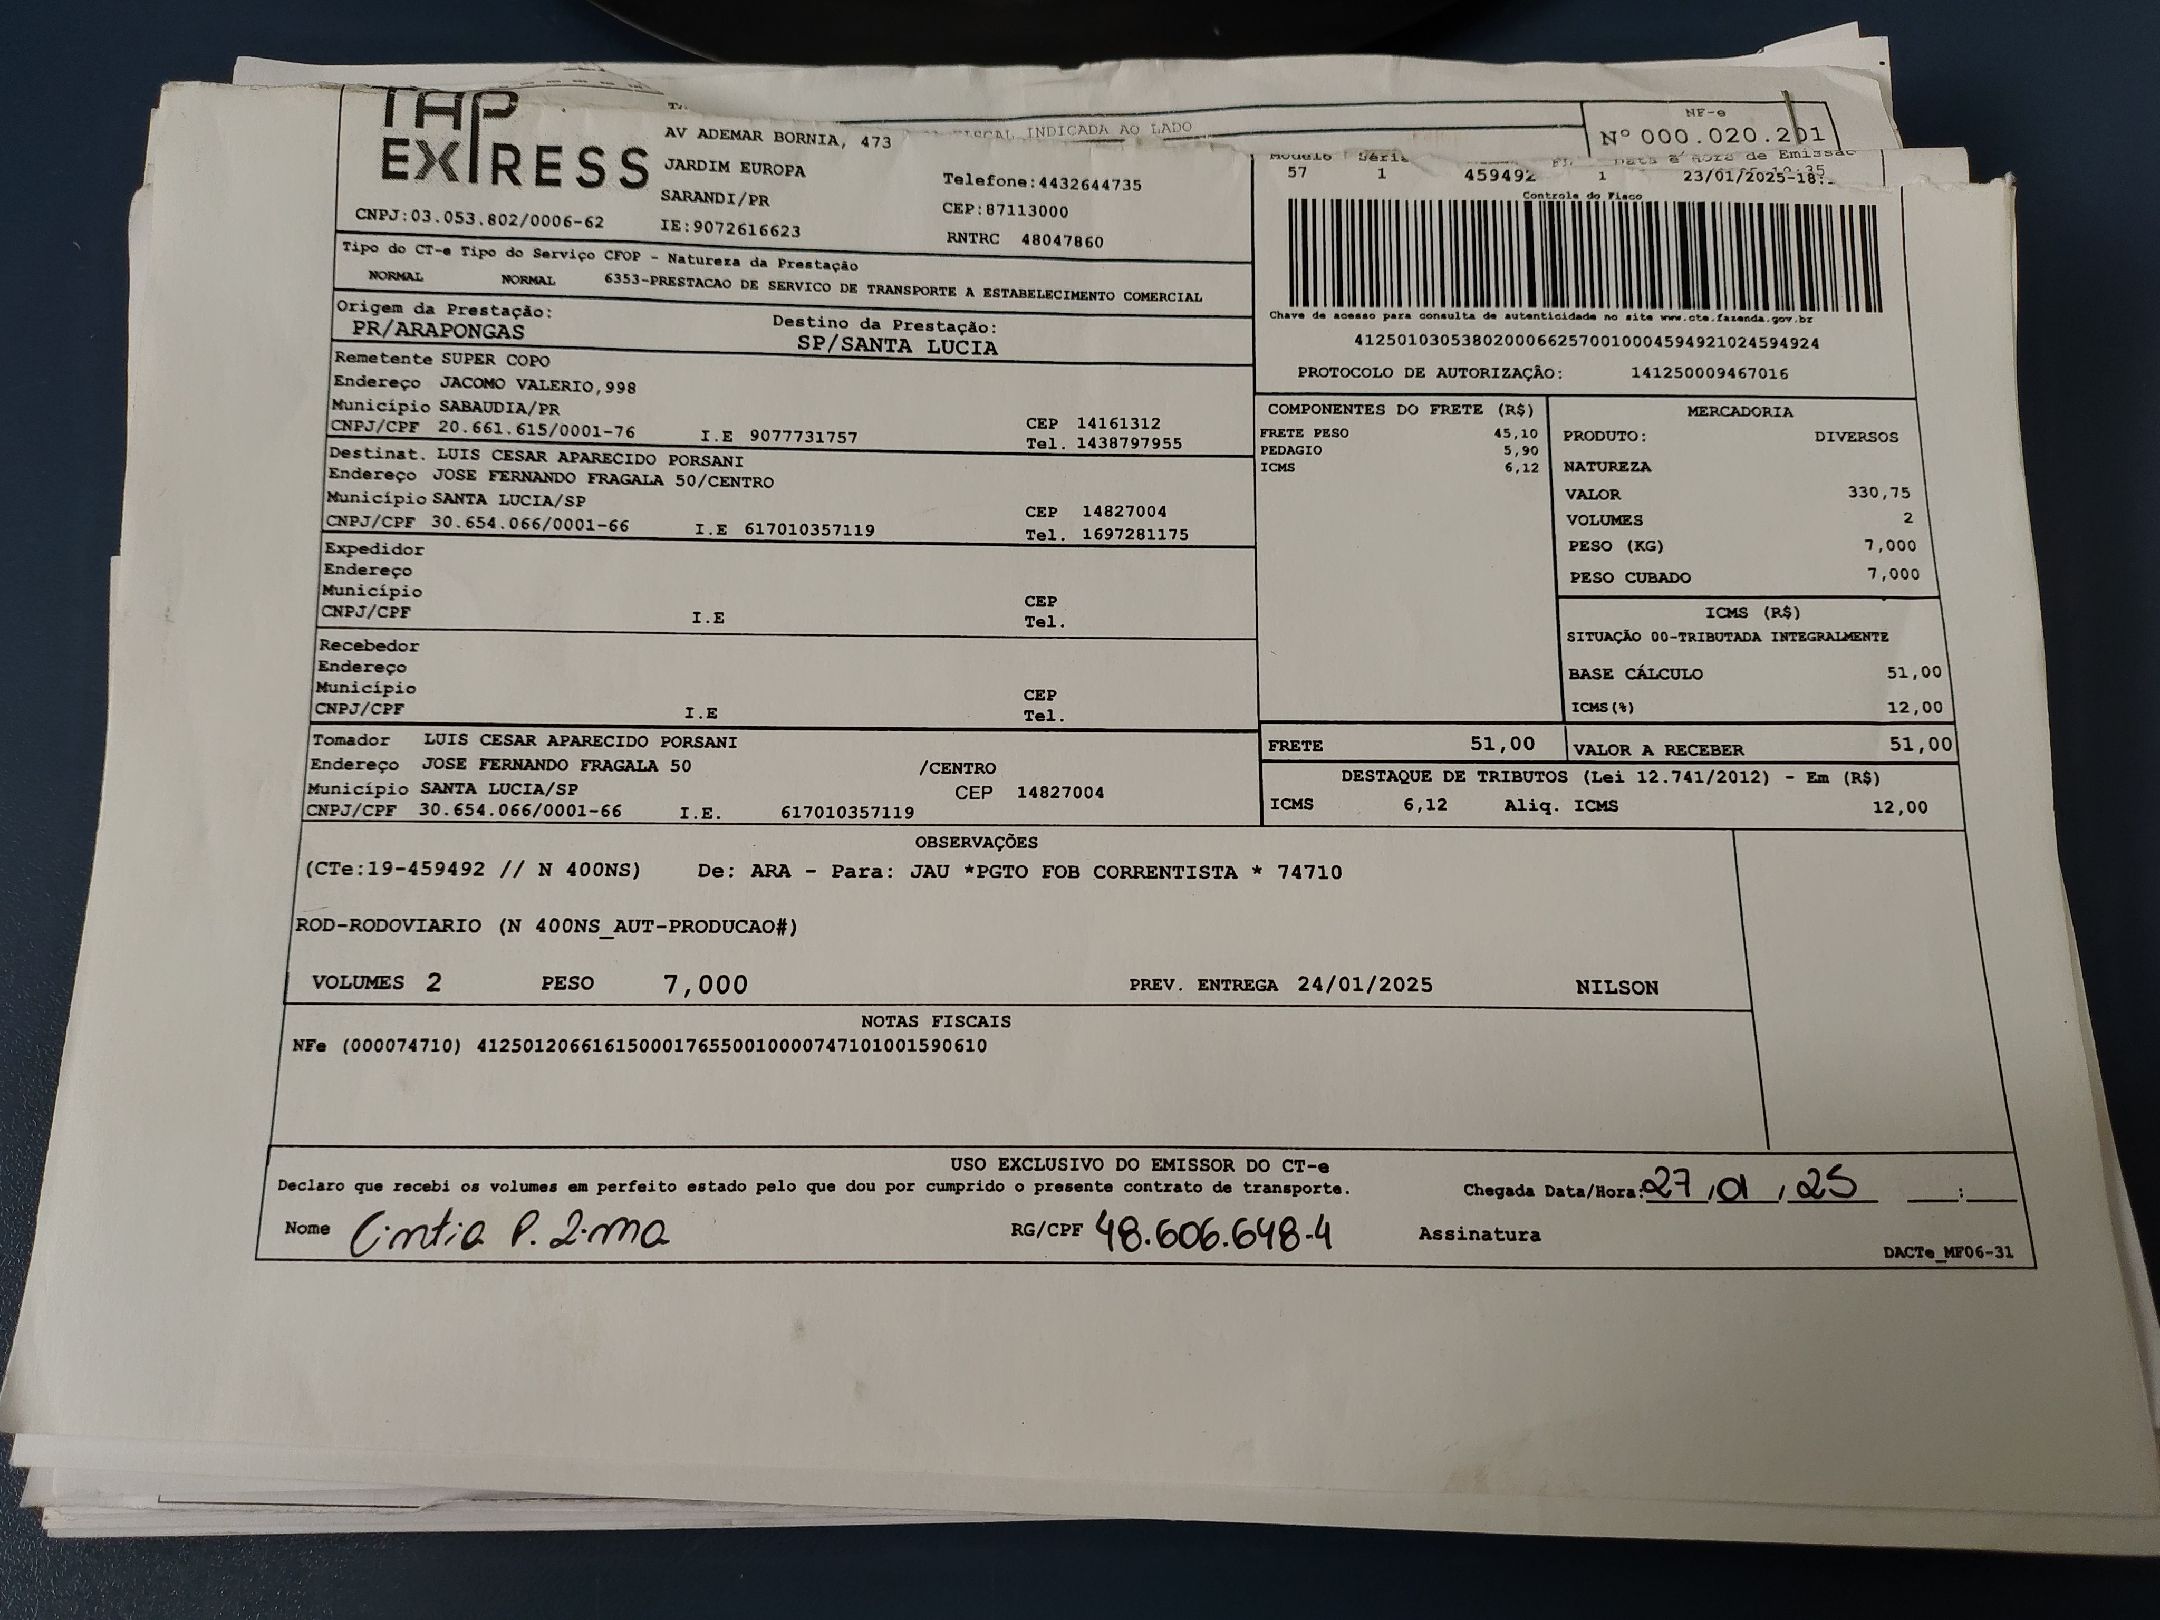 TAP
EXPRESS
AV ADEMAR BORNIA, 473
JARDIM EUROPA
SARANDI/PR
IE:9072616623
FISCAL INDICADA AO LADO
Telefone:4432644735
CEP:87113000
RNTRC 48047860
CNPJ:03.053.802/0006-62
NF-e
Nº 000.020.201
Modelo Data e Hora de Emissão
57 1 459492 1 23/01/2025-18:
Controle do Fisco
Chave de acesso para consulta de autenticidade no site www.cte.fazenda.gov.br
41250103053802000662570010004594921024594924
PROTOCOLO DE AUTORIZAÇÃO: 141250009467016
Tipo do CT-e Tipo do Serviço CFOP - Natureza da Prestação
NORMAL NORMAL 6353-PRESTACAO DE SERVICO DE TRANSPORTE A ESTABELECIMENTO COMERCIAL
Origem da Prestação: Destino da Prestação:
PR/ARAPONGAS SP/SANTA LUCIA
Remetente SUPER COPO
Endereço JACOMO VALERIO,998
Município SABAUDIA/PR CEP 14161312
CNPJ/CPF 20.661.615/0001-76 I.E 9077731757 Tel. 1438797955
Destinat. LUIS CESAR APARECIDO PORSANI
Endereço JOSE FERNANDO FRAGALA 50/CENTRO
Município SANTA LUCIA/SP CEP 14827004
CNPJ/CPF 30.654.066/0001-66 I.E 617010357119 Tel. 1697281175
Expedidor
Endereço
Município CEP
CNPJ/CPF I.E Tel.
Recebedor
Endereço
Município CEP
CNPJ/CPF I.E Tel.
Tomador LUIS CESAR APARECIDO PORSANI
Endereço JOSE FERNANDO FRAGALA 50 /CENTRO
Município SANTA LUCIA/SP CEP 14827004
CNPJ/CPF 30.654.066/0001-66 I.E. 617010357119
COMPONENTES DO FRETE (R$)
FRETE PESO 45,10
PEDAGIO 5,90
ICMS 6,12
MERCADORIA
PRODUTO: DIVERSOS
NATUREZA
VALOR 330,75
VOLUMES 2
PESO (KG) 7,000
PESO CUBADO 7,000
ICMS (R$)
SITUAÇÃO 00-TRIBUTADA INTEGRALMENTE
BASE CÁLCULO 51,00
ICMS(%) 12,00
FRETE 51,00 VALOR A RECEBER 51,00
DESTAQUE DE TRIBUTOS (Lei 12.741/2012) - Em (R$)
ICMS 6,12 Aliq. ICMS 12,00
OBSERVAÇÕES
(CTe:19-459492 // N 400NS) De: ARA - Para: JAU *PGTO FOB CORRENTISTA * 74710
ROD-RODOVIARIO (N 400NS_AUT-PRODUCAO#)
VOLUMES 2 PESO 7,000 PREV. ENTREGA 24/01/2025 NILSON
NOTAS FISCAIS
NFe (000074710) 41250120661615000176550010000747101001590610
USO EXCLUSIVO DO EMISSOR DO CT-e
Declaro que recebi os volumes em perfeito estado pelo que dou por cumprido o presente contrato de transporte. Chegada Data/Hora: 27,01,25 :
Nome Cintia P. Lima RG/CPF 48.606.648-4 Assinatura
DACTe_MF06-31